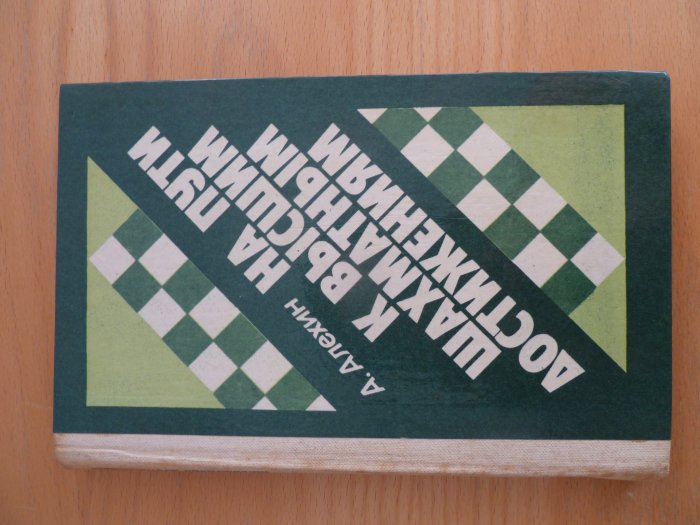 А. Алехин
НА ПУТИ
К ВЫСШИМ
ШАХМАТНЫМ
ДОСТИЖЕНИЯМ